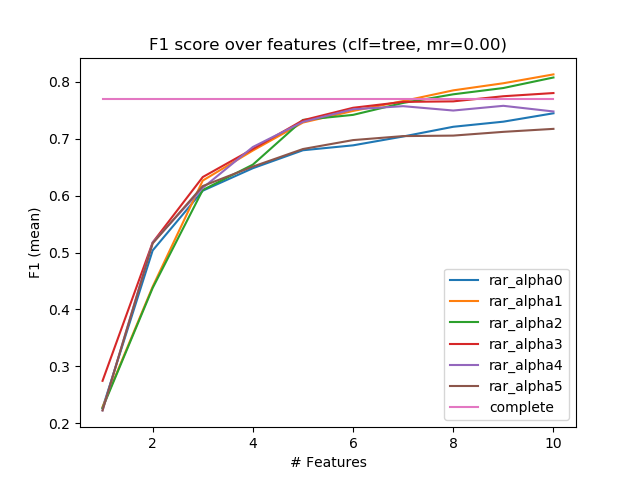 F1 score over features (clf=tree, mr=0.00)
F1 (mean)
0.8
0.7
0.6
0.5
0.4
0.3
0.2
2
4
6
8
10
# Features
rar_alpha0
rar_alpha1
rar_alpha2
rar_alpha3
rar_alpha4
rar_alpha5
complete